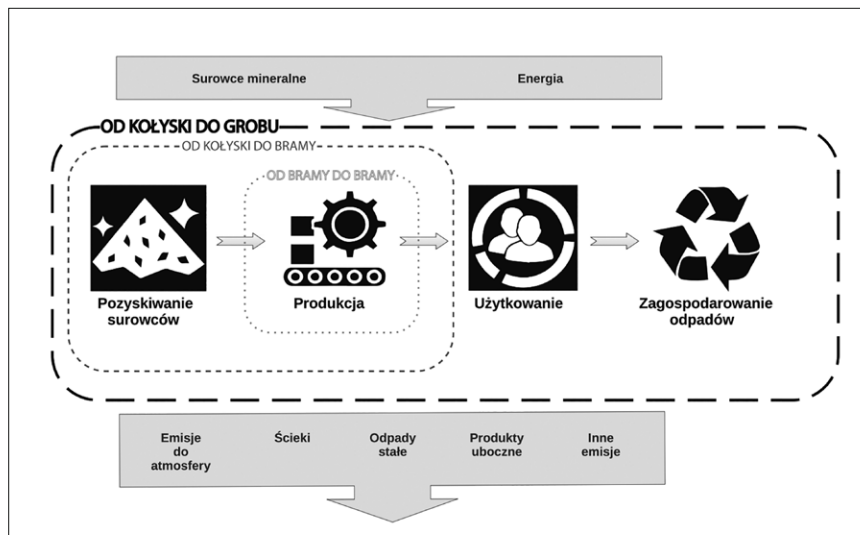 Surowce mineralne Energia
OD KOŁYSKI DO GROBU
OD KOŁYSKI DO BRAMY
OD BRAMY DO BRAMY
Pozyskiwanie
surowców
Produkcja
Użytkowanie
Zagospodarowanie
odpadów
Emisje
do
atmosfery
Ścieki
Odpady
stałe
Produkty
uboczne
Inne
emisje